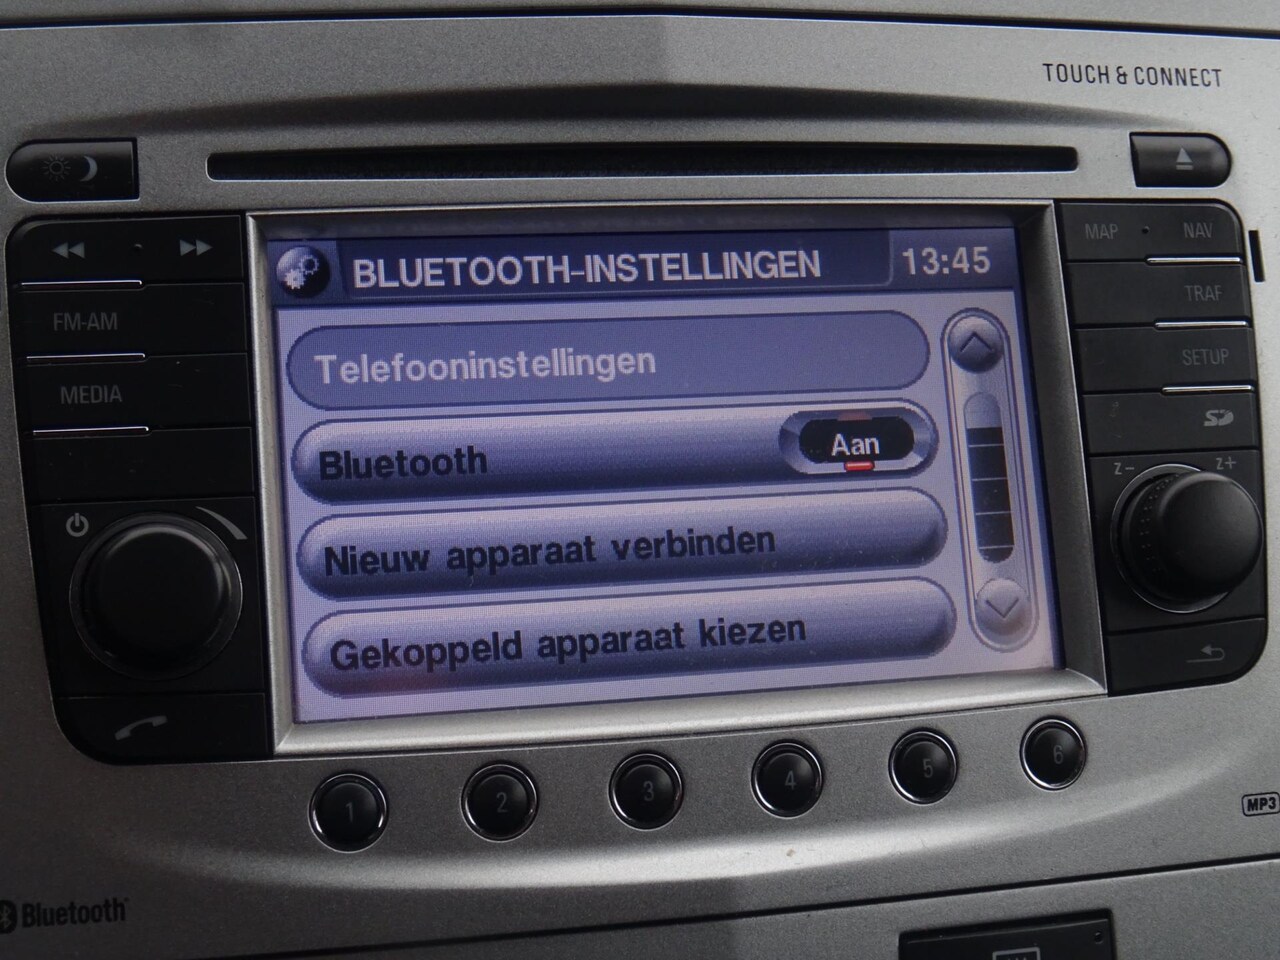 TOUCH & CONNECT
FM-AM
MEDIA
BLUETOOTH-INSTELLINGEN
13:45
Telefooninstellingen
Bluetooth
Aan
Nieuw apparaat verbinden
Gekoppeld apparaat kiezen
MAP
NAV
TRAF
SETUP
SD
Z-
Z+
1
2
3
4
5
6
MP3
Bluetooth